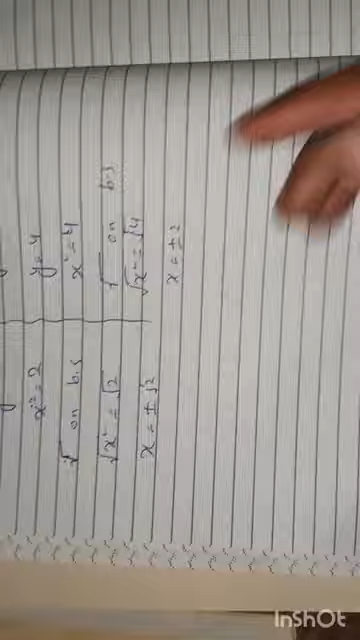 x² = 2
√ on b.s
√x² = √2
x = ± √2
y = 4
x² = 4
√ on b.s
√x² = √4
x = ± 2
InShOt